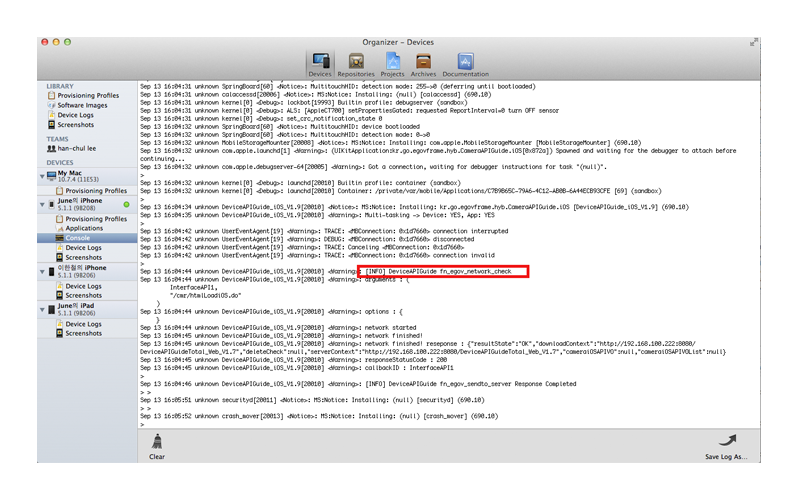 Organizer – Devices
Devices Repositories Projects Archives Documentation
LIBRARY
Provisioning Profiles
Software Images
Device Logs
Screenshots
TEAMS
han-chul lee
DEVICES
My Mac
10.7.4 (11E53)
Provisioning Profiles
June의 iPhone
5.1.1 (9B208)
Provisioning Profiles
Applications
Console
Device Logs
Screenshots
이한철의 iPhone
5.1.1 (9B206)
Device Logs
Screenshots
June의 iPad
5.1.1 (9B206)
Device Logs
Screenshots
Sep 13 16:04:31 unknown SpringBoard[60] <Notice>: MultitouchHID: detection mode: 255->0 (deferring until bootloaded)
Sep 13 16:04:31 unknown calaccessd[20006] <Notice>: MS:Notice: Installing: (null) [calaccessd] (690.10)
Sep 13 16:04:31 unknown kernel[0] <Debug>: lockbot[19993] Builtin profile: debugserver (sandbox)
Sep 13 16:04:31 unknown kernel[0] <Debug>: ALS: [AppleCT700] setPropertiesGated: requested ReportInterval=0 turn OFF sensor
Sep 13 16:04:31 unknown kernel[0] <Debug>: set_crc_notification_state 0
Sep 13 16:04:32 unknown SpringBoard[60] <Notice>: MultitouchHID: device bootloaded
Sep 13 16:04:32 unknown SpringBoard[60] <Notice>: MultitouchHID: detection mode: 0->0
Sep 13 16:04:32 unknown MobileStorageMounter[20008] <Notice>: MS:Notice: Installing: com.apple.MobileStorageMounter [MobileStorageMounter] (690.10)
Sep 13 16:04:32 unknown com.apple.launchd[1] <Warning>: (UIKitApplication:kr.go.egovframe.hyb.CameraAPIGuide.iOS[0x872a]) Spawned and waiting for the debugger to attach before
continuing...
Sep 13 16:04:32 unknown com.apple.debugserver-64[20005] <Warning>: Got a connection, waiting for debugger instructions for task "(null)".
>
Sep 13 16:04:32 unknown kernel[0] <Debug>: launchd[20010] Builtin profile: container (sandbox)
Sep 13 16:04:32 unknown kernel[0] <Debug>: launchd[20010] Container: /private/var/mobile/Applications/C7B9B65C-79A6-4C12-AB0B-6A44ECB93CFE [69] (sandbox)
>
Sep 13 16:04:34 unknown DeviceAPIGuide_iOS_V1.9[20010] <Notice>: MS:Notice: Installing: kr.go.egovframe.hyb.CameraAPIGuide.iOS [DeviceAPIGuide_iOS_V1.9] (690.10)
Sep 13 16:04:35 unknown DeviceAPIGuide_iOS_V1.9[20010] <Warning>: Multi-tasking -> Device: YES, App: YES
>
Sep 13 16:04:42 unknown UserEventAgent[19] <Warning>: TRACE: <MBConnection: 0x1d7660> connection interrupted
Sep 13 16:04:42 unknown UserEventAgent[19] <Warning>: DEBUG: <MBConnection: 0x1d7660> disconnected
Sep 13 16:04:42 unknown UserEventAgent[19] <Warning>: TRACE: Canceling <MBConnection: 0x1d7660>
Sep 13 16:04:42 unknown UserEventAgent[19] <Warning>: TRACE: <MBConnection: 0x1d7660> connection invalid
>
Sep 13 16:04:44 unknown DeviceAPIGuide_iOS_V1.9[20010] <Warning>: [INFO] DeviceAPIGuide fn_egov_network_check
Sep 13 16:04:44 unknown DeviceAPIGuide_iOS_V1.9[20010] <Warning>: arguments : (
InterfaceAPI1,
"/cmr/htmlLoadiOS.do"
)
Sep 13 16:04:44 unknown DeviceAPIGuide_iOS_V1.9[20010] <Warning>: options : {
}
Sep 13 16:04:44 unknown DeviceAPIGuide_iOS_V1.9[20010] <Warning>: network started
Sep 13 16:04:45 unknown DeviceAPIGuide_iOS_V1.9[20010] <Warning>: network finished!
Sep 13 16:04:45 unknown DeviceAPIGuide_iOS_V1.9[20010] <Warning>: network finished! reseponse : {"resultState":"OK","downloadContext":"http://192.168.100.222:8080/
DeviceAPIGuideTotal_Web_V1.7","deleteCheck":null,"serverContext":"http://192.168.100.222:8080/DeviceAPIGuideTotal_Web_V1.7","cameraiOSAPIVO":null,"cameraiOSAPIVOList":null}
Sep 13 16:04:45 unknown DeviceAPIGuide_iOS_V1.9[20010] <Warning>: responseStatusCode : 200
Sep 13 16:04:45 unknown DeviceAPIGuide_iOS_V1.9[20010] <Warning>: callbackID : InterfaceAPI1
>
Sep 13 16:04:46 unknown DeviceAPIGuide_iOS_V1.9[20010] <Warning>: [INFO] DeviceAPIGuide fn_egov_sendto_server Response Completed
> >
Sep 13 16:05:51 unknown securityd[20011] <Notice>: MS:Notice: Installing: (null) [securityd] (690.10)
> >
Sep 13 16:05:52 unknown crash_mover[20013] <Notice>: MS:Notice: Installing: (null) [crash_mover] (690.10)
>
Clear
Save Log As...